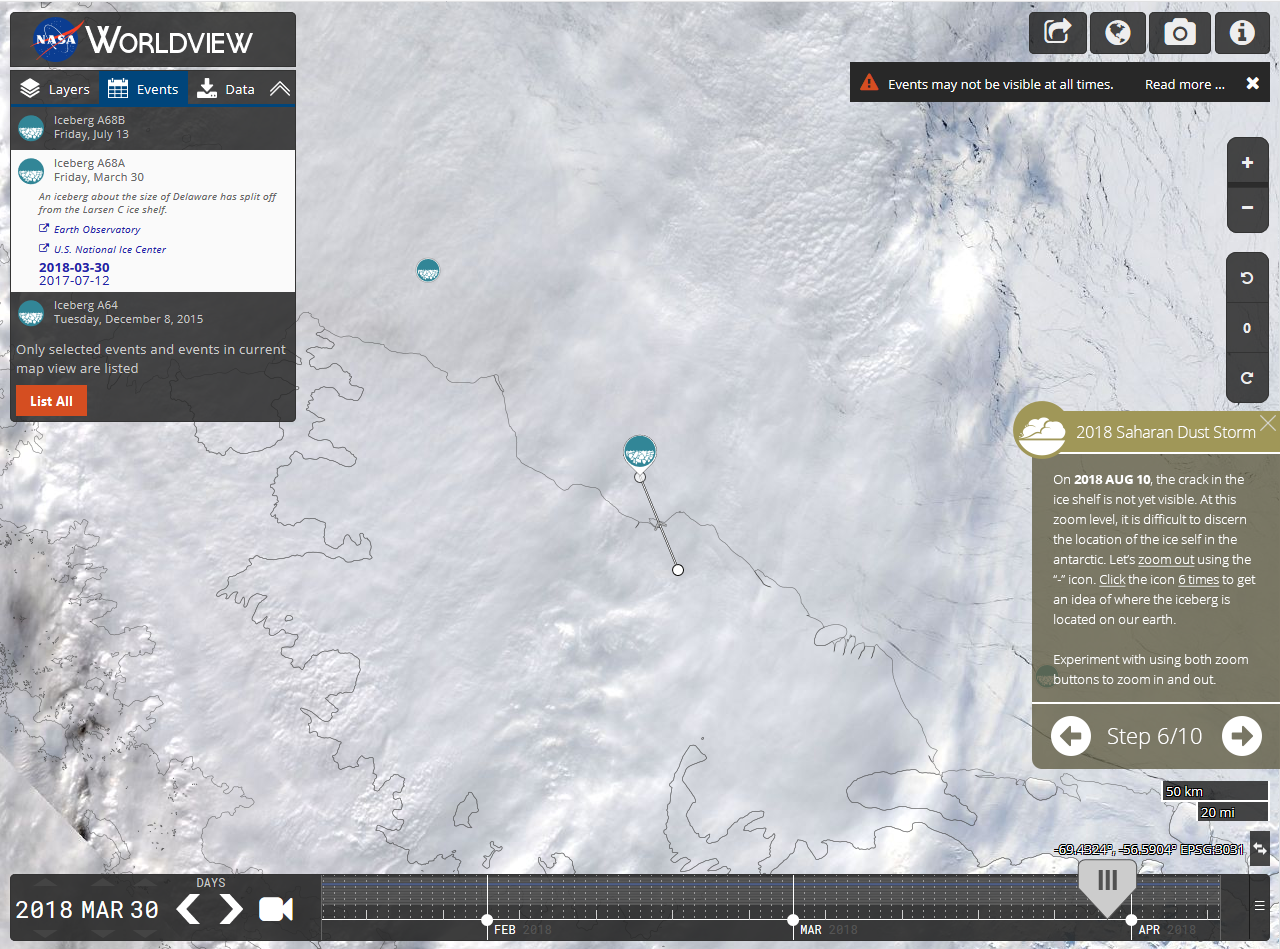 NASA WORLDVIEW
Layers
Events
Data
Iceberg A68B
Friday, July 13
Iceberg A68A
Friday, March 30
An iceberg about the size of Delaware has split off
from the Larsen C ice shelf.
Earth Observatory
U.S. National Ice Center
2018-03-30
2017-07-12
Iceberg A64
Tuesday, December 8, 2015
Only selected events and events in current
map view are listed
List All
Events may not be visible at all times.
Read more ...
+
−
0
2018 Saharan Dust Storm
On 2018 AUG 10, the crack in the
ice shelf is not yet visible. At this
zoom level, it is difficult to discern
the location of the ice self in the
antarctic. Let’s zoom out using the
“-” icon. Click the icon 6 times to get
an idea of where the iceberg is
located on our earth.
Experiment with using both zoom
buttons to zoom in and out.
Step 6/10
50 km
20 mi
-69.4324°, -56.5904° EPSG:3031
2018 MAR 30
DAYS
FEB 2018
MAR 2018
APR 2018